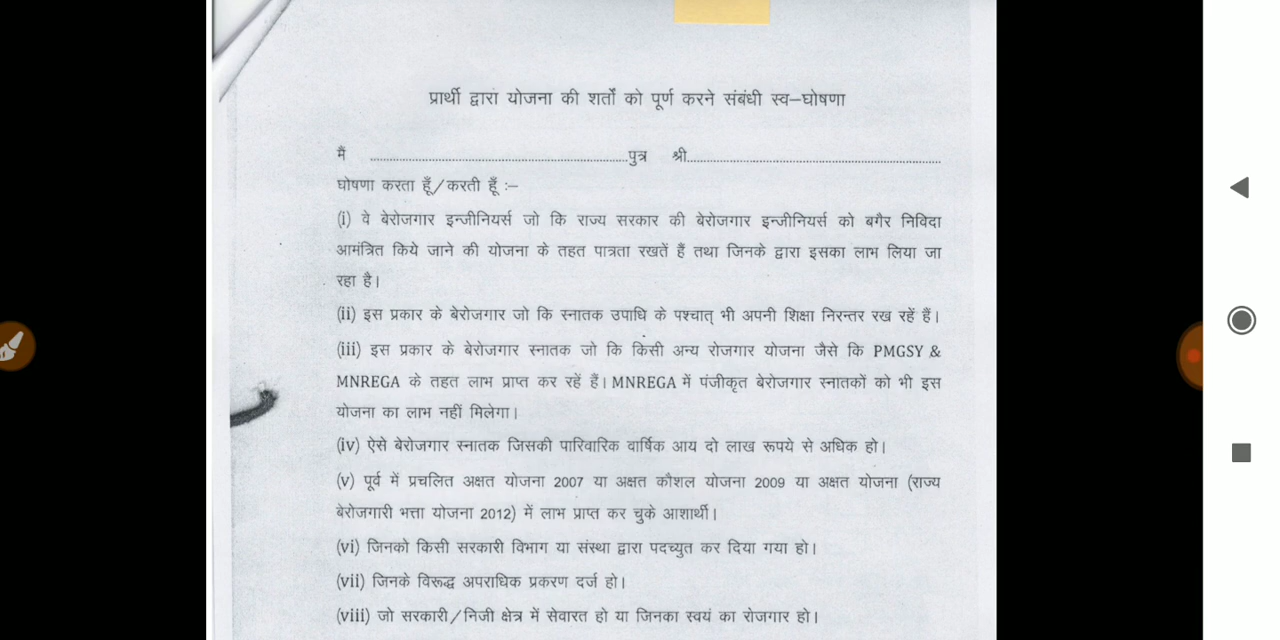 प्रार्थी द्वारा योजना की शर्तों को पूर्ण करने संबंधी स्व–घोषणा
मैं ................................................................पुत्र श्री................................................................
घोषणा करता हूँ/करती हूँ :–
(i) वे बेरोजगार इन्जीनियर्स जो कि राज्य सरकार की बेरोजगार इन्जीनियर्स को बगैर निविदा
आमंत्रित किये जाने की योजना के तहत पात्रता रखतें हैं तथा जिनके द्वारा इसका लाभ लिया जा
रहा है।
(ii) इस प्रकार के बेरोजगार जो कि स्नातक उपाधि के पश्चात् भी अपनी शिक्षा निरन्तर रख रहें हैं।
(iii) इस प्रकार के बेरोजगार स्नातक जो कि किसी अन्य रोजगार योजना जैसे कि PMGSY &
MNREGA के तहत लाभ प्राप्त कर रहें हैं। MNREGA में पंजीकृत बेरोजगार स्नातकों को भी इस
योजना का लाभ नहीं मिलेगा।
(iv) ऐसे बेरोजगार स्नातक जिसकी पारिवारिक वार्षिक आय दो लाख रूपये से अधिक हो।
(v) पूर्व में प्रचलित अक्षत योजना 2007 या अक्षत कौशल योजना 2009 या अक्षत योजना (राज्य
बेरोजगारी भत्ता योजना 2012) में लाभ प्राप्त कर चुके आशार्थी।
(vi) जिनको किसी सरकारी विभाग या संस्था द्वारा पदच्युत कर दिया गया हो।
(vii) जिनके विरूद्ध अपराधिक प्रकरण दर्ज हो।
(viii) जो सरकारी/निजी क्षेत्र में सेवारत हो या जिनका स्वयं का रोजगार हो।